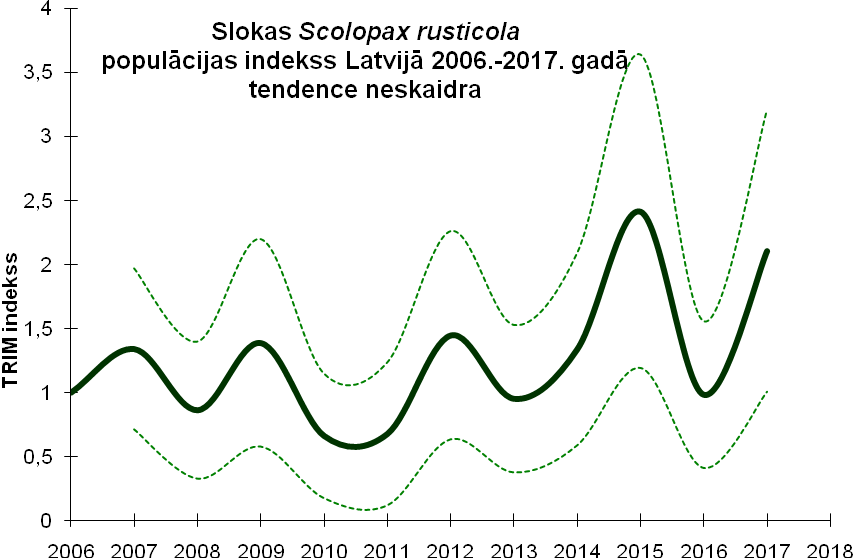 Slokas Scolopax rusticola
populācijas indekss Latvijā 2006.-2017. gadā
tendence neskaidra
TRIM indekss
4
3,5
3
2,5
2
1,5
1
0,5
0
2006 2007 2008 2009 2010 2011 2012 2013 2014 2015 2016 2017 2018